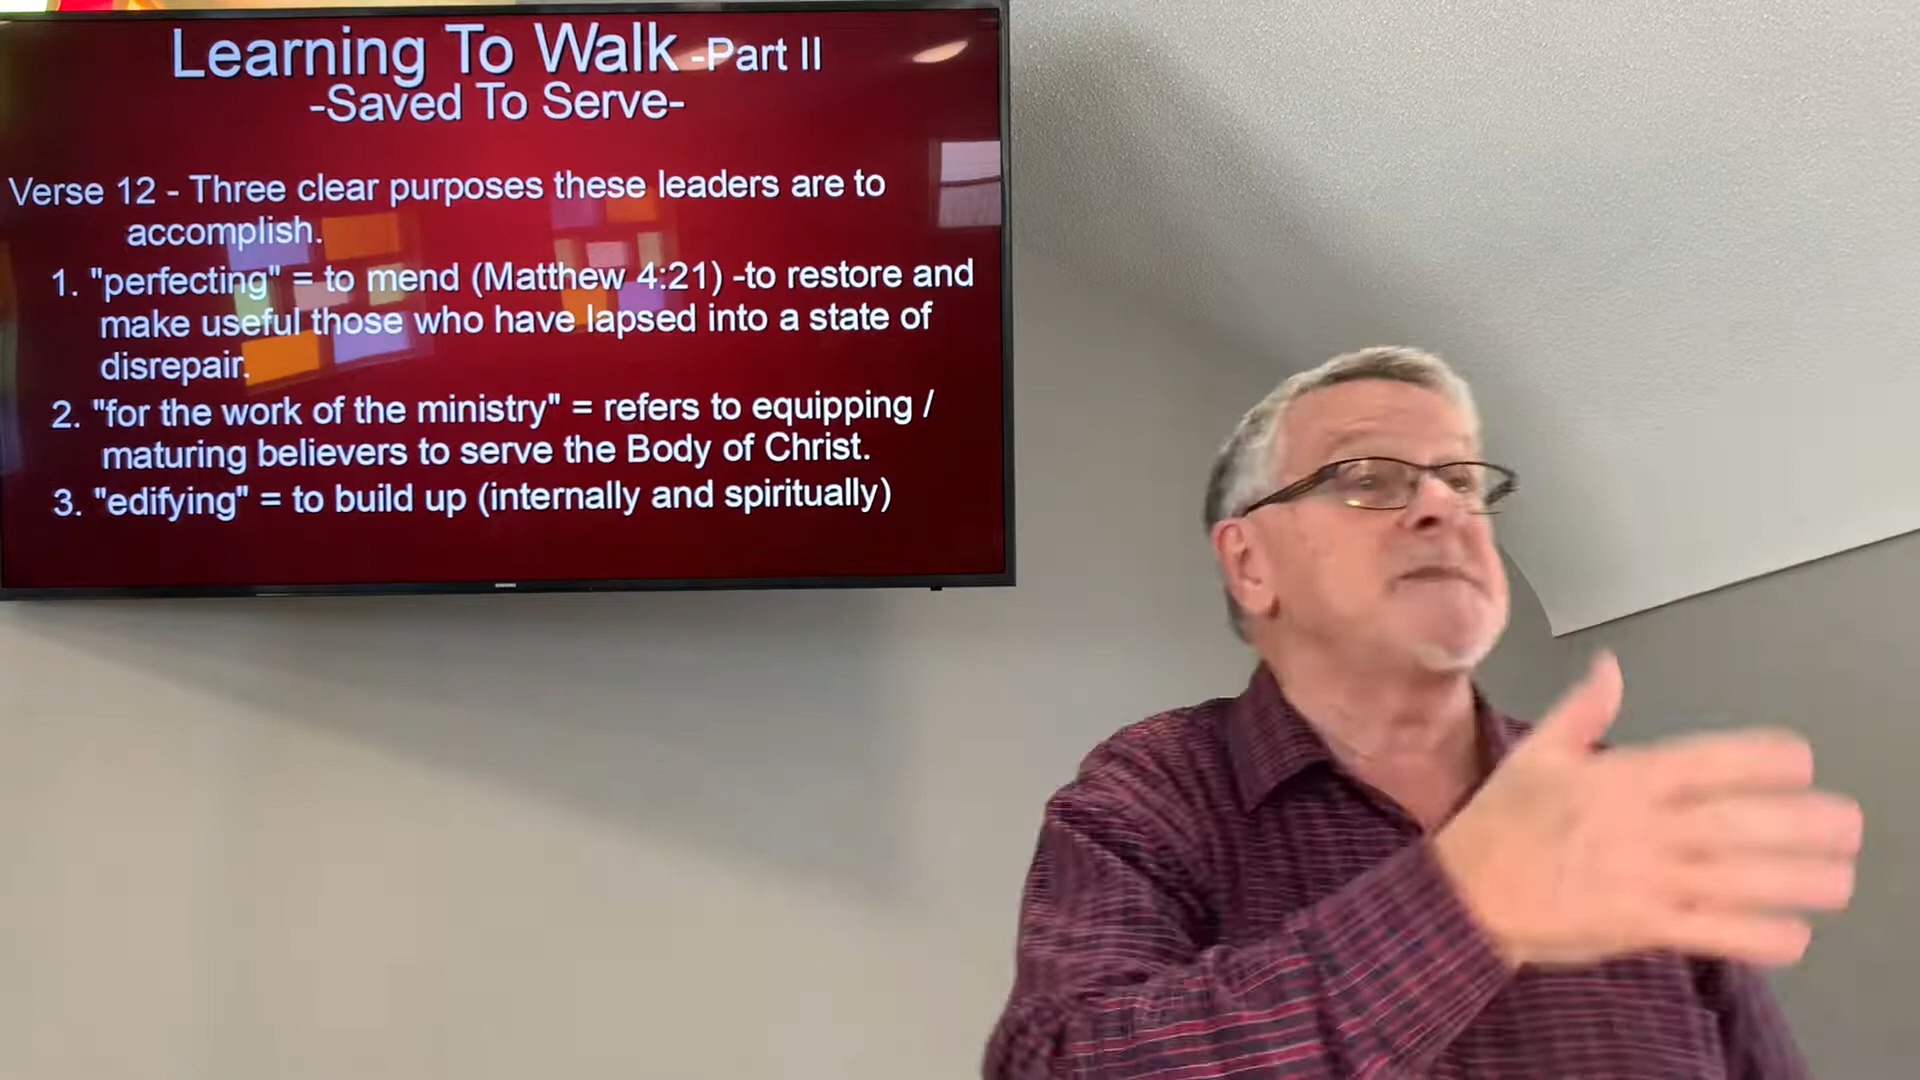 Learning To Walk -Part II
-Saved To Serve-
Verse 12 - Three clear purposes these leaders are to
accomplish.
1. "perfecting" = to mend (Matthew 4:21) -to restore and
make useful those who have lapsed into a state of
disrepair.
2. "for the work of the ministry" = refers to equipping /
maturing believers to serve the Body of Christ.
3. "edifying" = to build up (internally and spiritually)